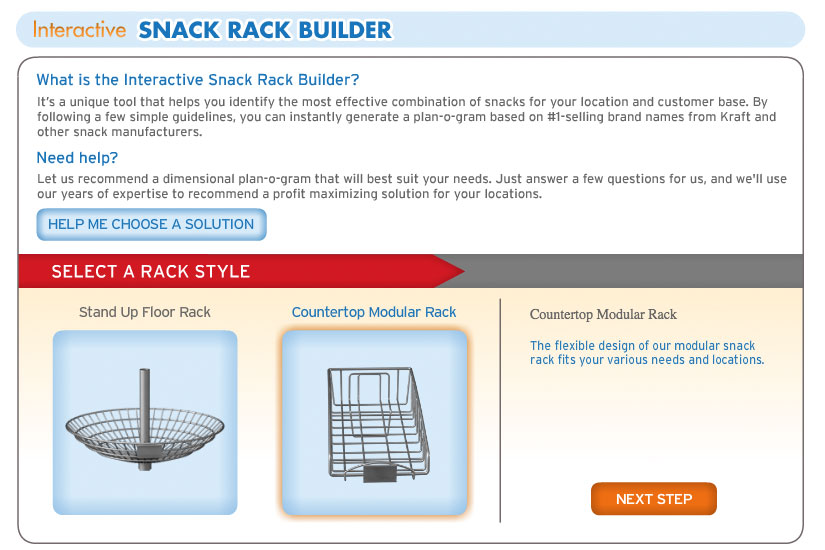 Interactive SNACK RACK BUILDER
What is the Interactive Snack Rack Builder?
It's a unique tool that helps you identify the most effective combination of snacks for your location and customer base. By
following a few simple guidelines, you can instantly generate a plan-o-gram based on #1-selling brand names from Kraft and
other snack manufacturers.
Need help?
Let us recommend a dimensional plan-o-gram that will best suit your needs. Just answer a few questions for us, and we'll use
our years of expertise to recommend a profit maximizing solution for your locations.
HELP ME CHOOSE A SOLUTION
SELECT A RACK STYLE
Stand Up Floor Rack
Countertop Modular Rack
Countertop Modular Rack
The flexible design of our modular snack
rack fits your various needs and locations.
NEXT STEP